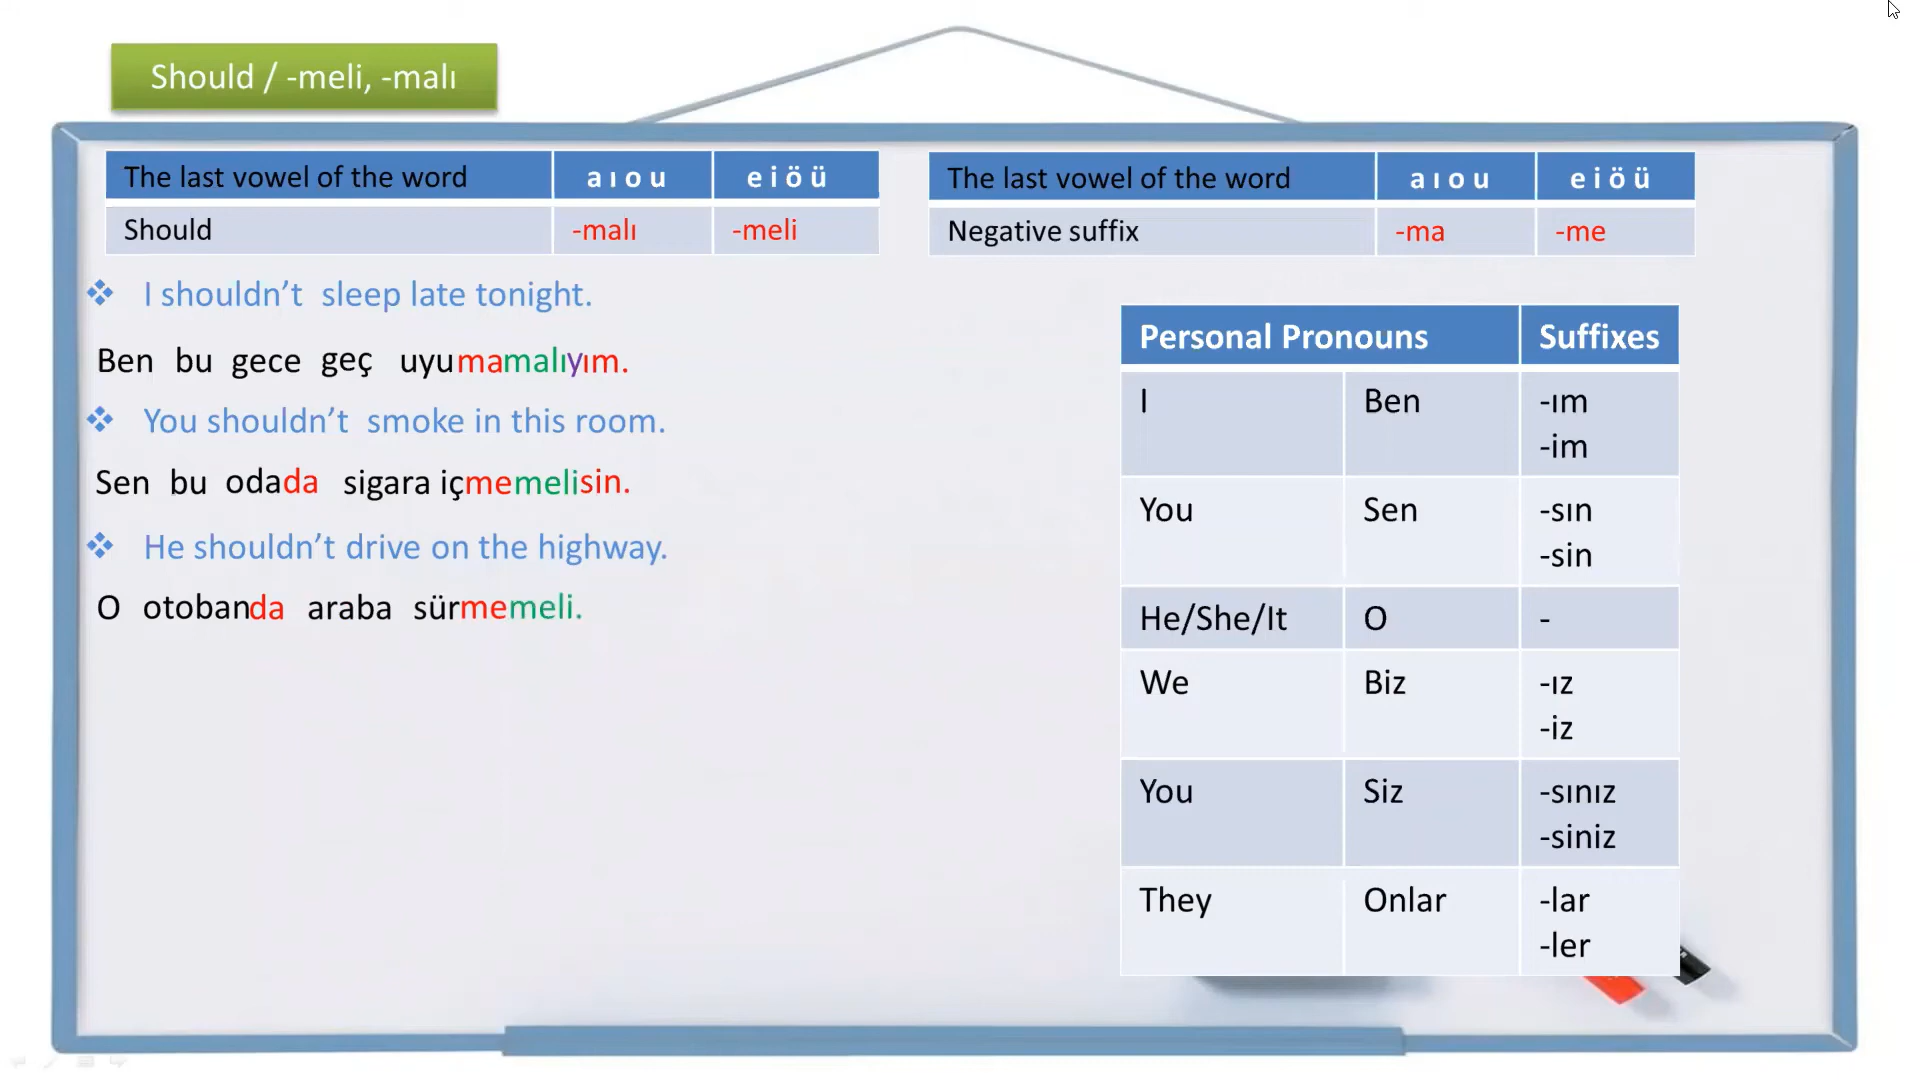 Should / -meli, -malı
The last vowel of the word a ı o u e i ö ü
Should -malı -meli
The last vowel of the word a ı o u e i ö ü
Negative suffix -ma -me
I shouldn’t sleep late tonight.
Ben bu gece geç uyumamalıyım.
You shouldn’t smoke in this room.
Sen bu odada sigara içmemelisin.
He shouldn’t drive on the highway.
O otobanda araba sürmemeli.
Personal Pronouns Suffixes
I Ben -ım
-im
You Sen -sın
-sin
He/She/It O -
We Biz -ız
-iz
You Siz -sınız
-siniz
They Onlar -lar
-ler